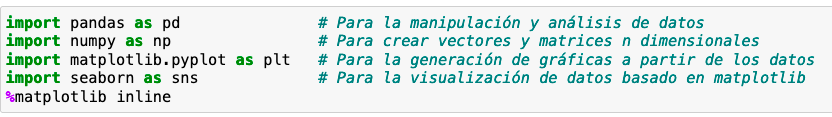 import pandas as pd # Para la manipulación y análisis de datos
import numpy as np # Para crear vectores y matrices n dimensionales
import matplotlib.pyplot as plt # Para la generación de gráficas a partir de los datos
import seaborn as sns # Para la visualización de datos basado en matplotlib
%matplotlib inline